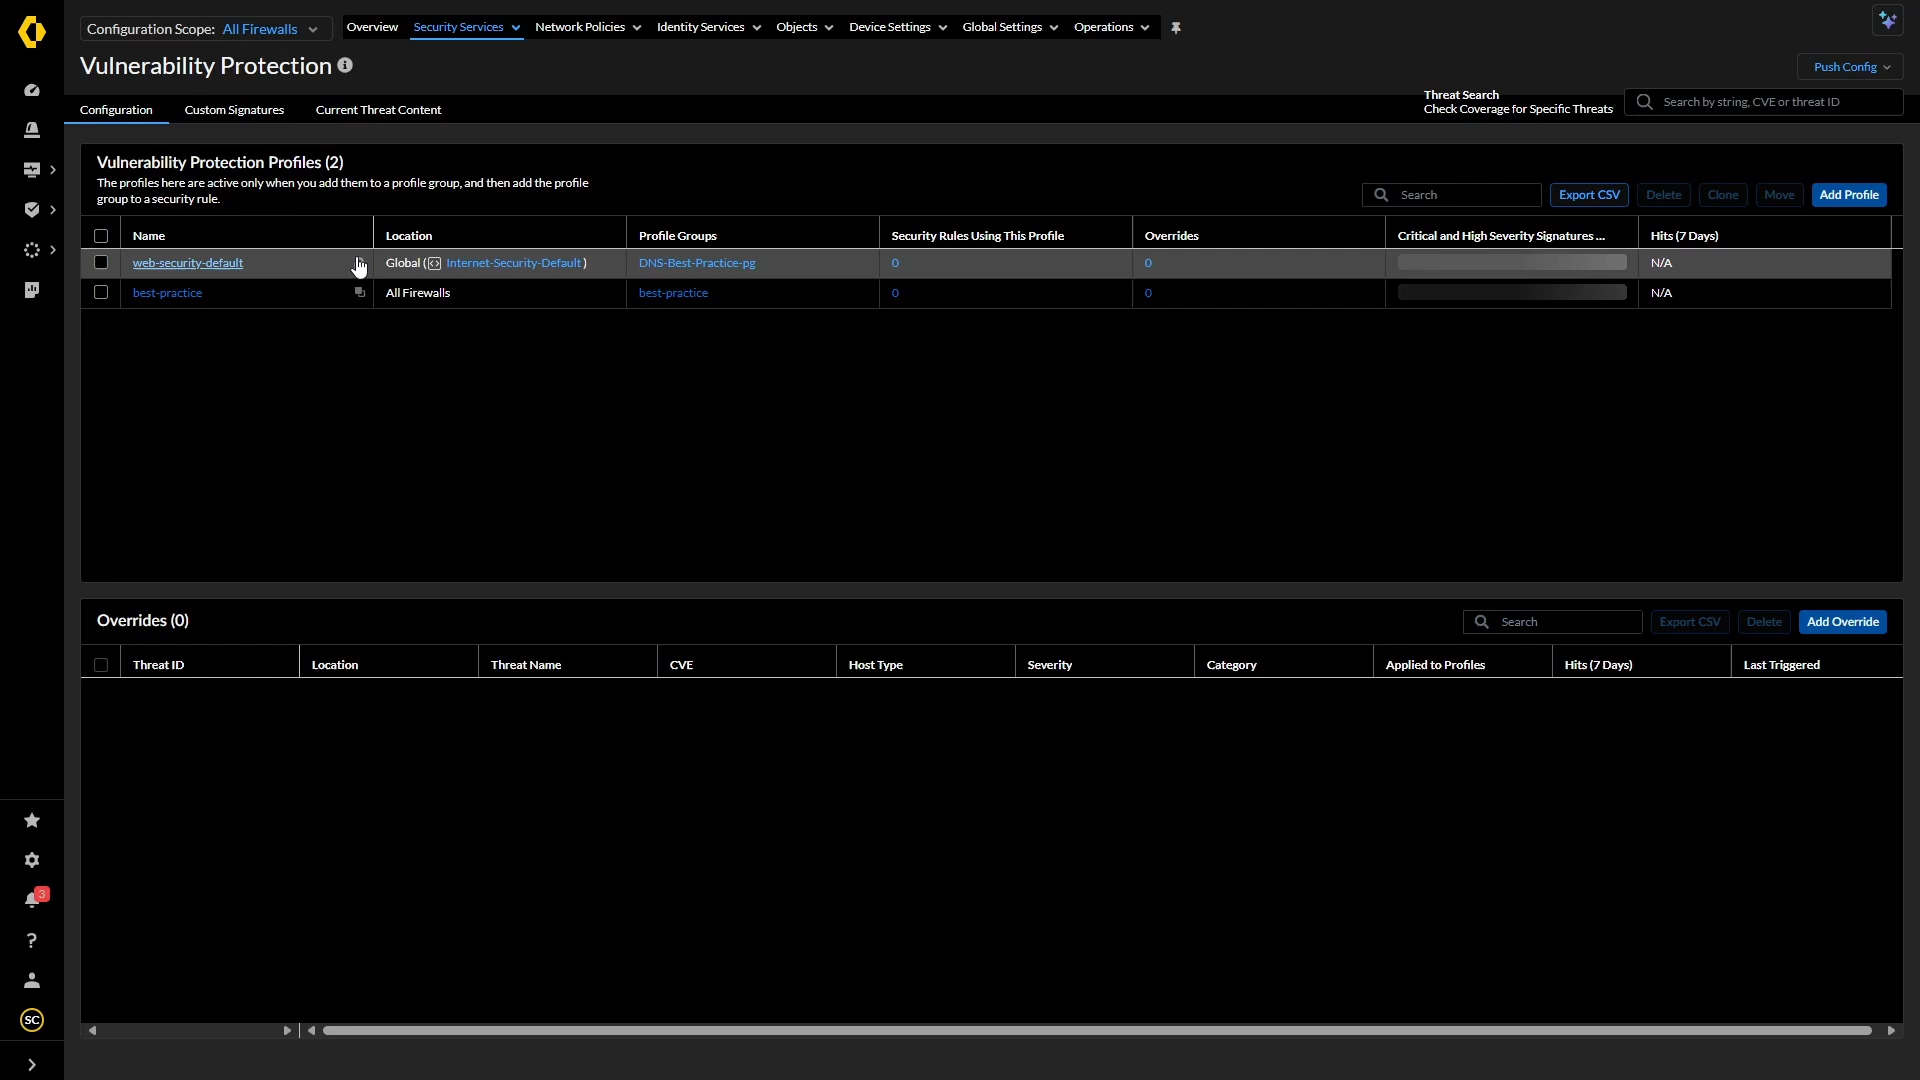 Configuration Scope: All Firewalls
Overview Security Services Network Policies Identity Services Objects Device Settings Global Settings Operations
Vulnerability Protection
Push Config
Configuration Custom Signatures Current Threat Content
Threat Search
Check Coverage for Specific Threats
Search by string, CVE or threat ID
Vulnerability Protection Profiles (2)
The profiles here are active only when you add them to a profile group, and then add the profile
group to a security rule.
Search Export CSV Delete Clone Move Add Profile
Name Location Profile Groups Security Rules Using This Profile Overrides Critical and High Severity Signatures ... Hits (7 Days)
web-security-default Global ( Internet-Security-Default ) DNS-Best-Practice-pg 0 0 N/A
best-practice All Firewalls best-practice 0 0 N/A
Overrides (0)
Search Export CSV Delete Add Override
Threat ID Location Threat Name CVE Host Type Severity Category Applied to Profiles Hits (7 Days) Last Triggered
3
?
SC